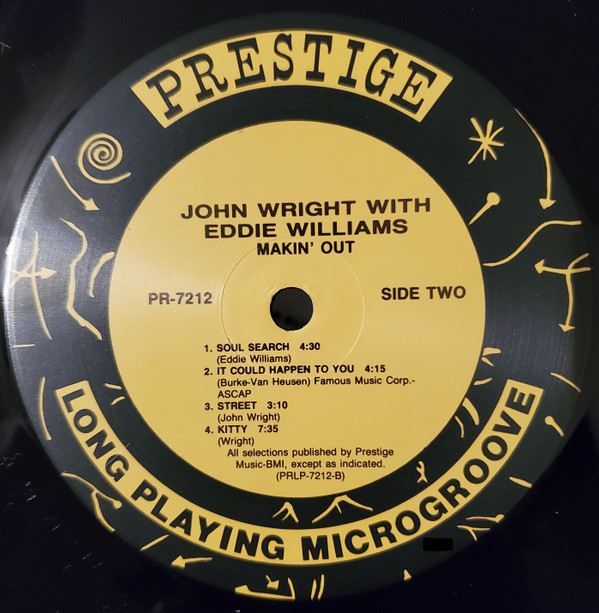 PRESTIGE
JOHN WRIGHT WITH
EDDIE WILLIAMS
MAKIN' OUT
PR-7212
SIDE TWO
1. SOUL SEARCH 4:30
(Eddie Williams)
2. IT COULD HAPPEN TO YOU 4:15
(Burke-Van Heusen) Famous Music Corp.-
ASCAP
3. STREET 3:10
(John Wright)
4. KITTY 7:35
(Wright)
All selections published by Prestige
Music-BMI, except as indicated.
(PRLP-7212-B)
LONG PLAYING MICROGROOVE